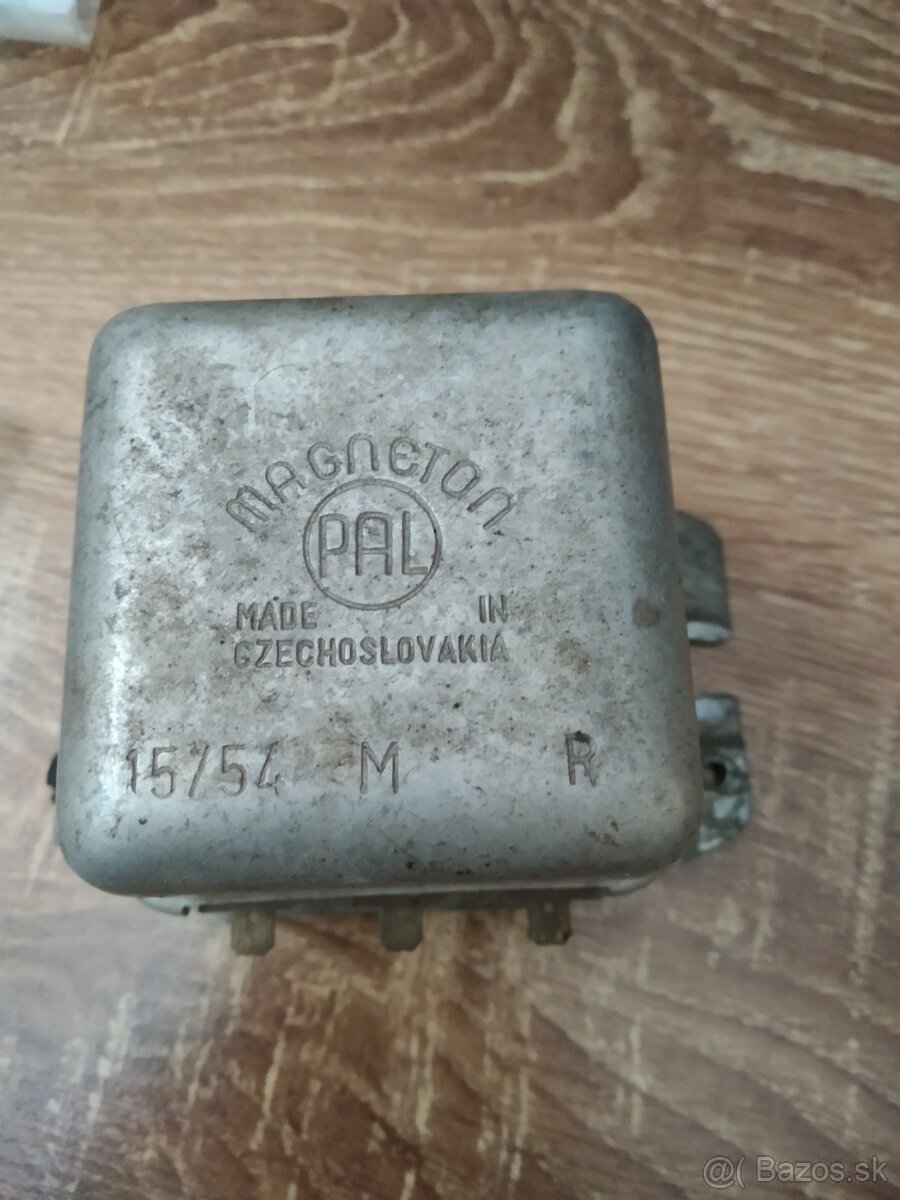 MAGNETON
PAL
MADE IN
CZECHOSLOVAKIA
15/54 M R
@( Bazos.sk